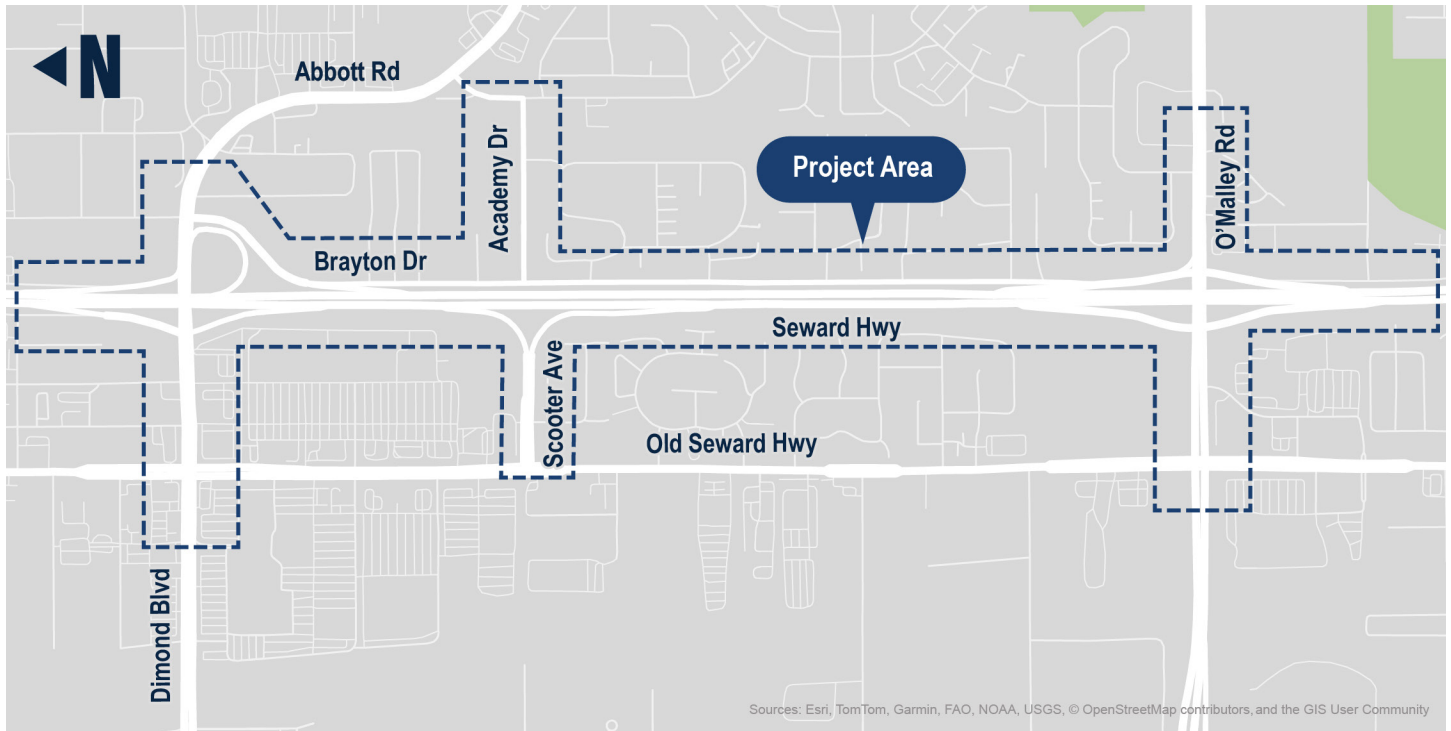 N
Abbott Rd
Academy Dr
Project Area
O'Malley Rd
Brayton Dr
Seward Hwy
Scooter Ave
Old Seward Hwy
Dimond Blvd
Sources: Esri, TomTom, Garmin, FAO, NOAA, USGS, © OpenStreetMap contributors, and the GIS User Community